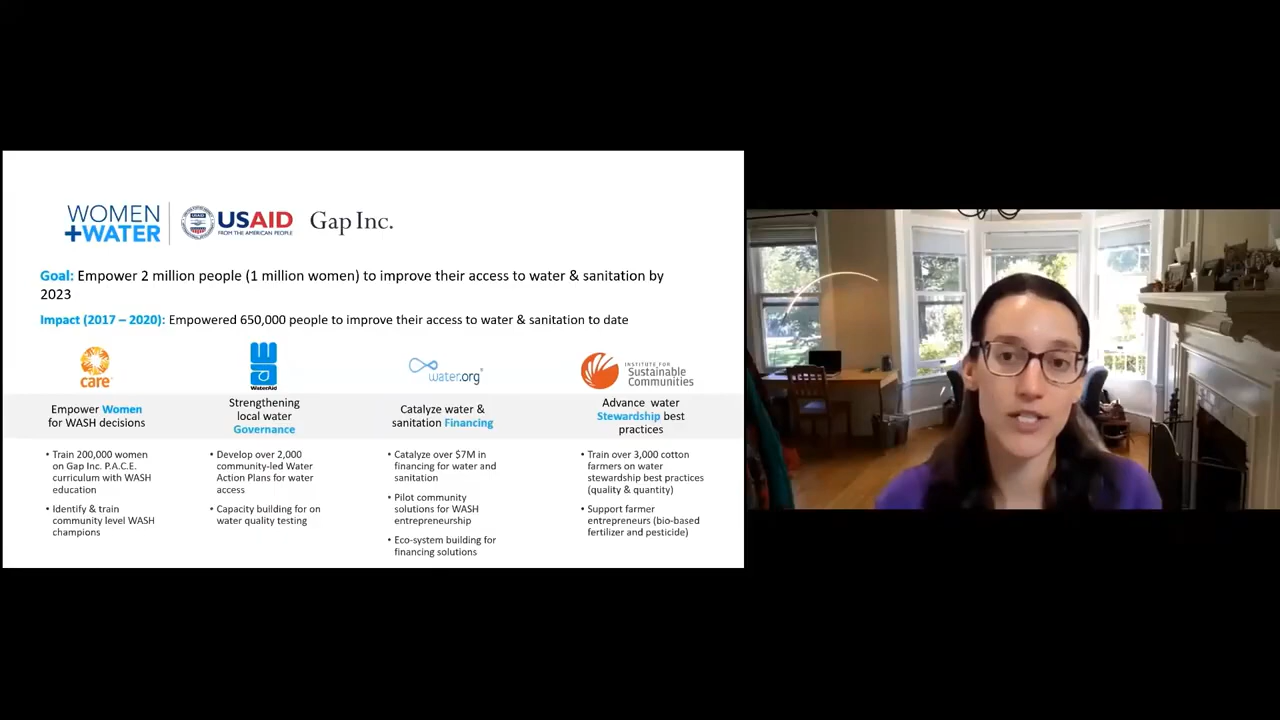 WOMEN
+WATER
USAID
FROM THE AMERICAN PEOPLE
Gap Inc.
Goal: Empower 2 million people (1 million women) to improve their access to water & sanitation by
2023
Impact (2017 – 2020): Empowered 650,000 people to improve their access to water & sanitation to date
care
Empower Women
for WASH decisions
• Train 200,000 women
on Gap Inc. P.A.C.E.
curriculum with WASH
education
• Identify & train
community level WASH
champions
WaterAid
Strengthening
local water
Governance
• Develop over 2,000
community-led Water
Action Plans for water
access
• Capacity building for on
water quality testing
water.org
Catalyze water &
sanitation Financing
• Catalyze over $7M in
financing for water and
sanitation
• Pilot community
solutions for WASH
entrepreneurship
• Eco-system building for
financing solutions
INSTITUTE FOR
Sustainable
Communities
Advance water
Stewardship best
practices
• Train over 3,000 cotton
farmers on water
stewardship best practices
(quality & quantity)
• Support farmer
entrepreneurs (bio-based
fertilizer and pesticide)